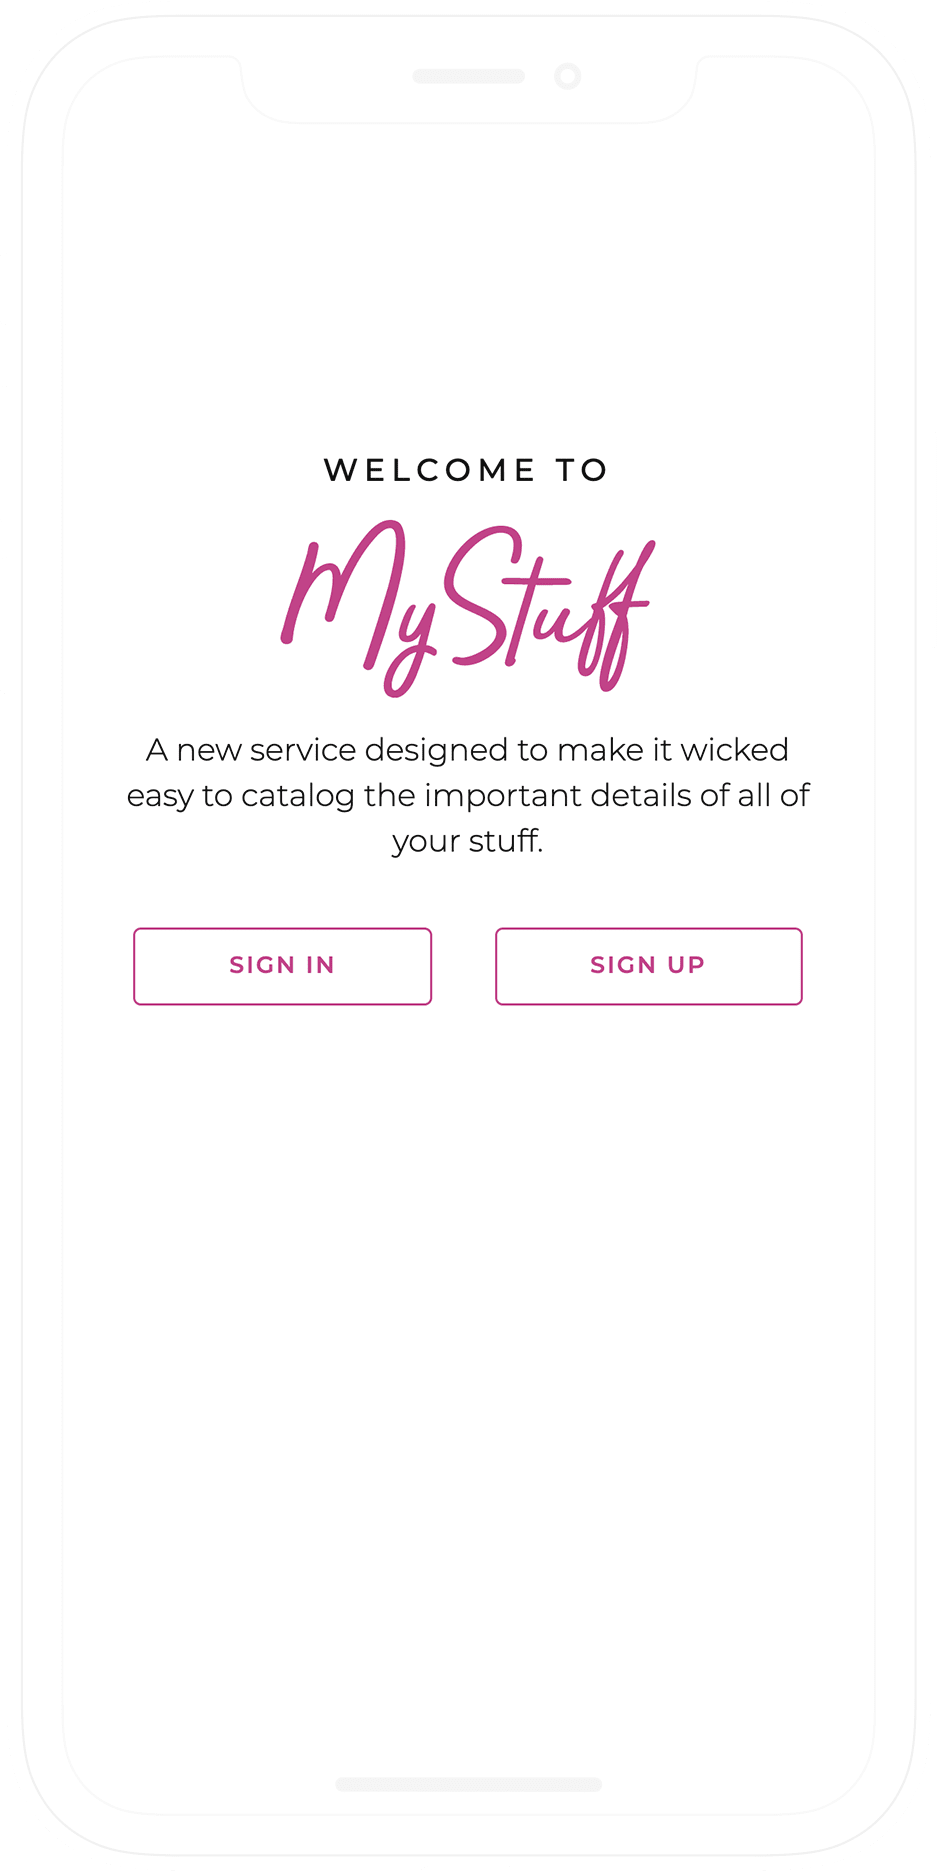 WELCOME TO
MyStuff
A new service designed to make it wicked
easy to catalog the important details of all of
your stuff.
SIGN IN
SIGN UP